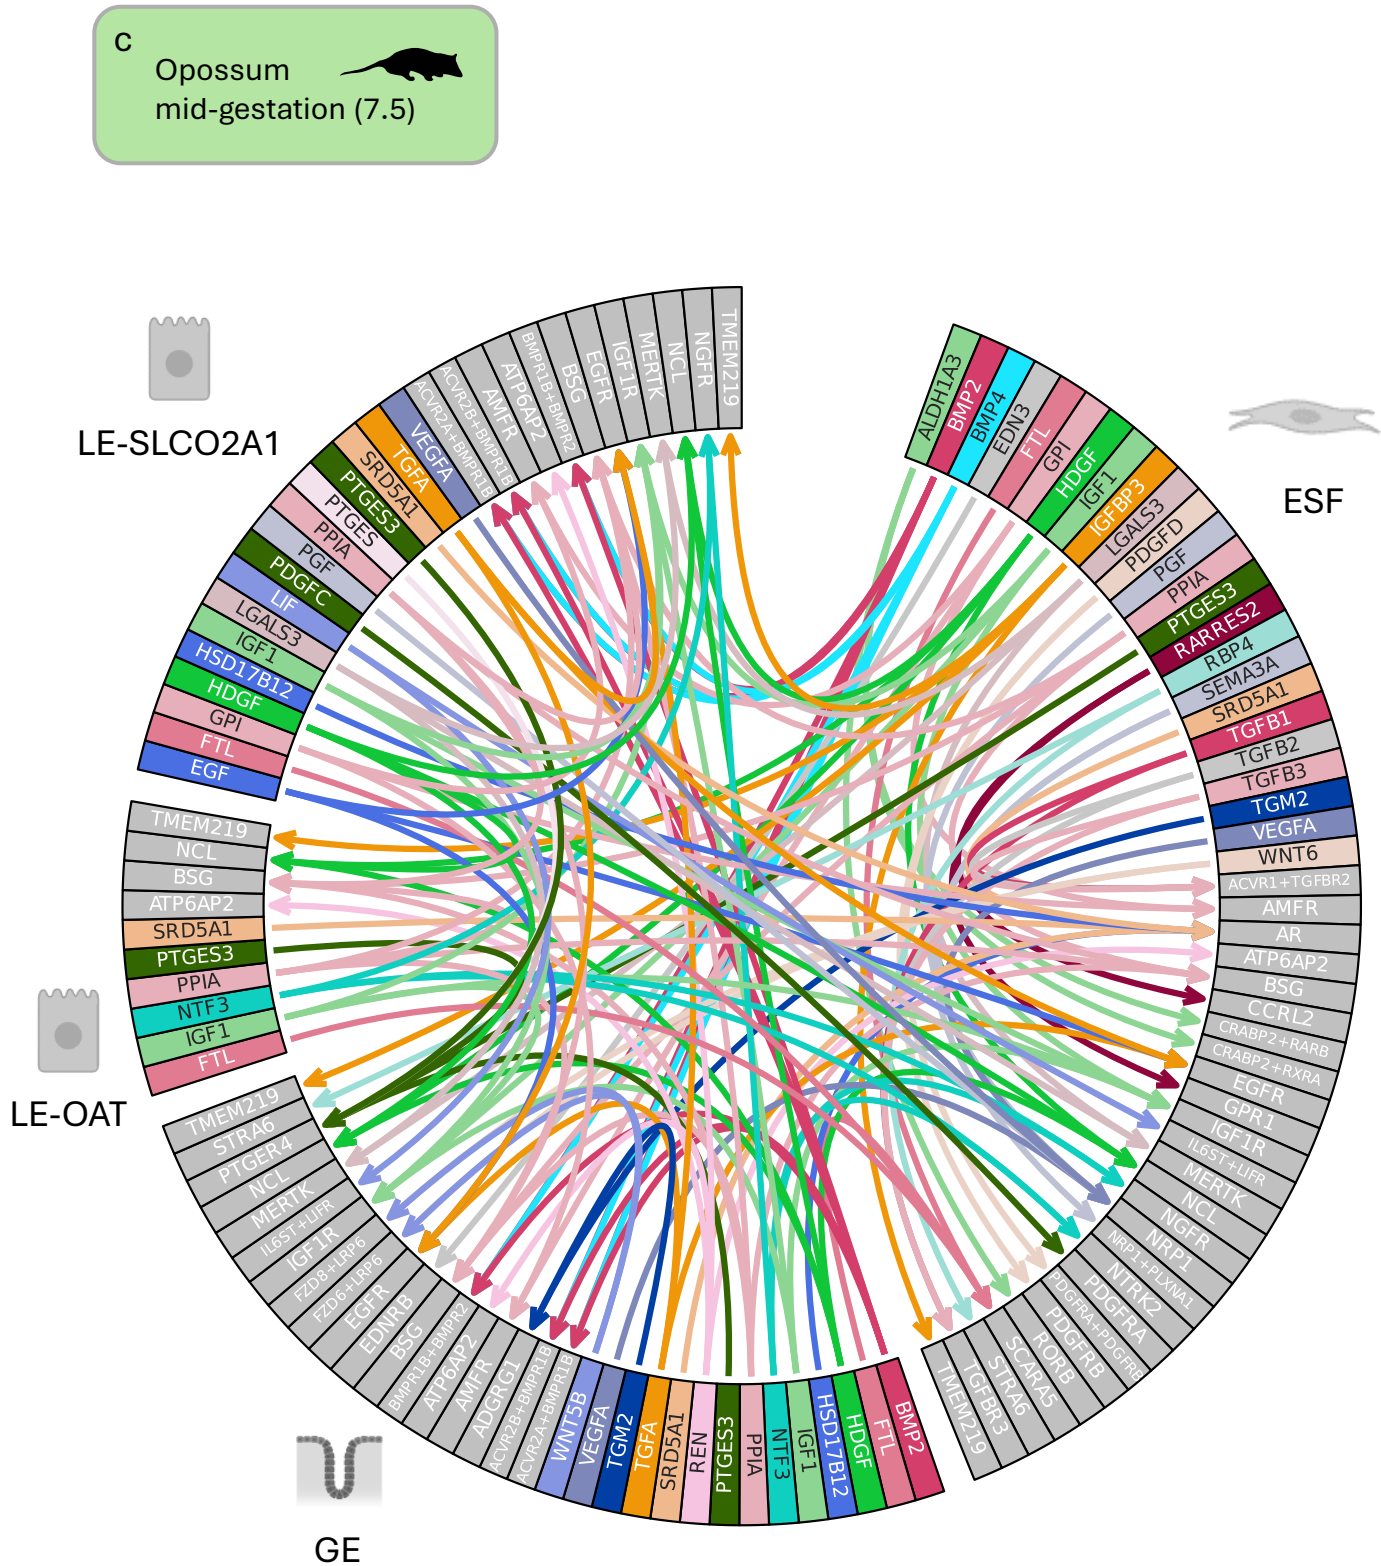 c
Opossum
mid-gestation (7.5)
LE-SLCO2A1
ESF
LE-OAT
GE
ALDH1A3
BMP2
BMP4
EDN3
FTL
GPI
HDGF
IGF1
IGFBP3
LGALS3
PDGFD
PGF
PPIA
PTGES3
RARRES2
RBP4
SEMA3A
SRD5A1
TGFB1
TGFB2
TGFB3
TGM2
VEGFA
WNT6
ACVR1+TGFBR2
AMFR
AR
ATP6AP2
BSG
CCRL2
CRABP2+RARB
CRABP2+RXRA
EGFR
GPR1
IGF1R
IL6ST+LIFR
MERTK
NCL
NGFR
NRP1
NRP1+PLXNA1
NTRK2
PDGFRA
PDGFRA+PDGFRB
PDGFRB
RORB
SCARA5
STRA6
TGFBR3
TMEM219
BMP2
FTL
HDGF
HSD17B12
IGF1
NTF3
PPIA
PTGES3
REN
SRD5A1
TGFA
TGM2
VEGFA
WNT5B
ACVR2A+BMPR1B
ACVR2B+BMPR1B
ADGRG1
AMFR
ATP6AP2
BMPR1B+BMPR2
BSG
EDNRB
EGFR
FZD6+LRP6
FZD8+LRP6
IGF1R
IL6ST+LIFR
MERTK
NCL
PTGER4
STRA6
TMEM219
FTL
IGF1
NTF3
PPIA
PTGES3
SRD5A1
ATP6AP2
BSG
NCL
TMEM219
EGF
FTL
GPI
HDGF
HSD17B12
IGF1
LGALS3
LIF
PDGFC
PGF
PPIA
PTGES
PTGES3
SRD5A1
TGFA
VEGFA
ACVR2A+BMPR1B
ACVR2B+BMPR1B
AMFR
ATP6AP2
BMPR1B+BMPR2
BSG
EGFR
IGF1R
MERTK
NCL
NGFR
TMEM219